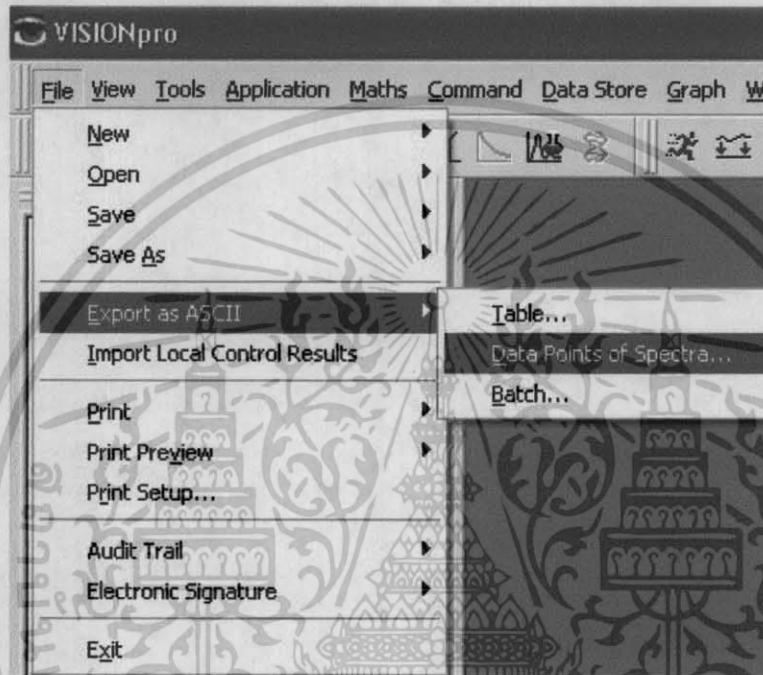 VISIONpro
File View Tools Application Maths Command Data Store Graph W
New
Open
Save
Save As
Export as ASCII
Table...
Import Local Control Results
Data Points of Spectra...
Batch...
Print
Print Preview
Print Setup...
Audit Trail
Electronic Signature
Exit